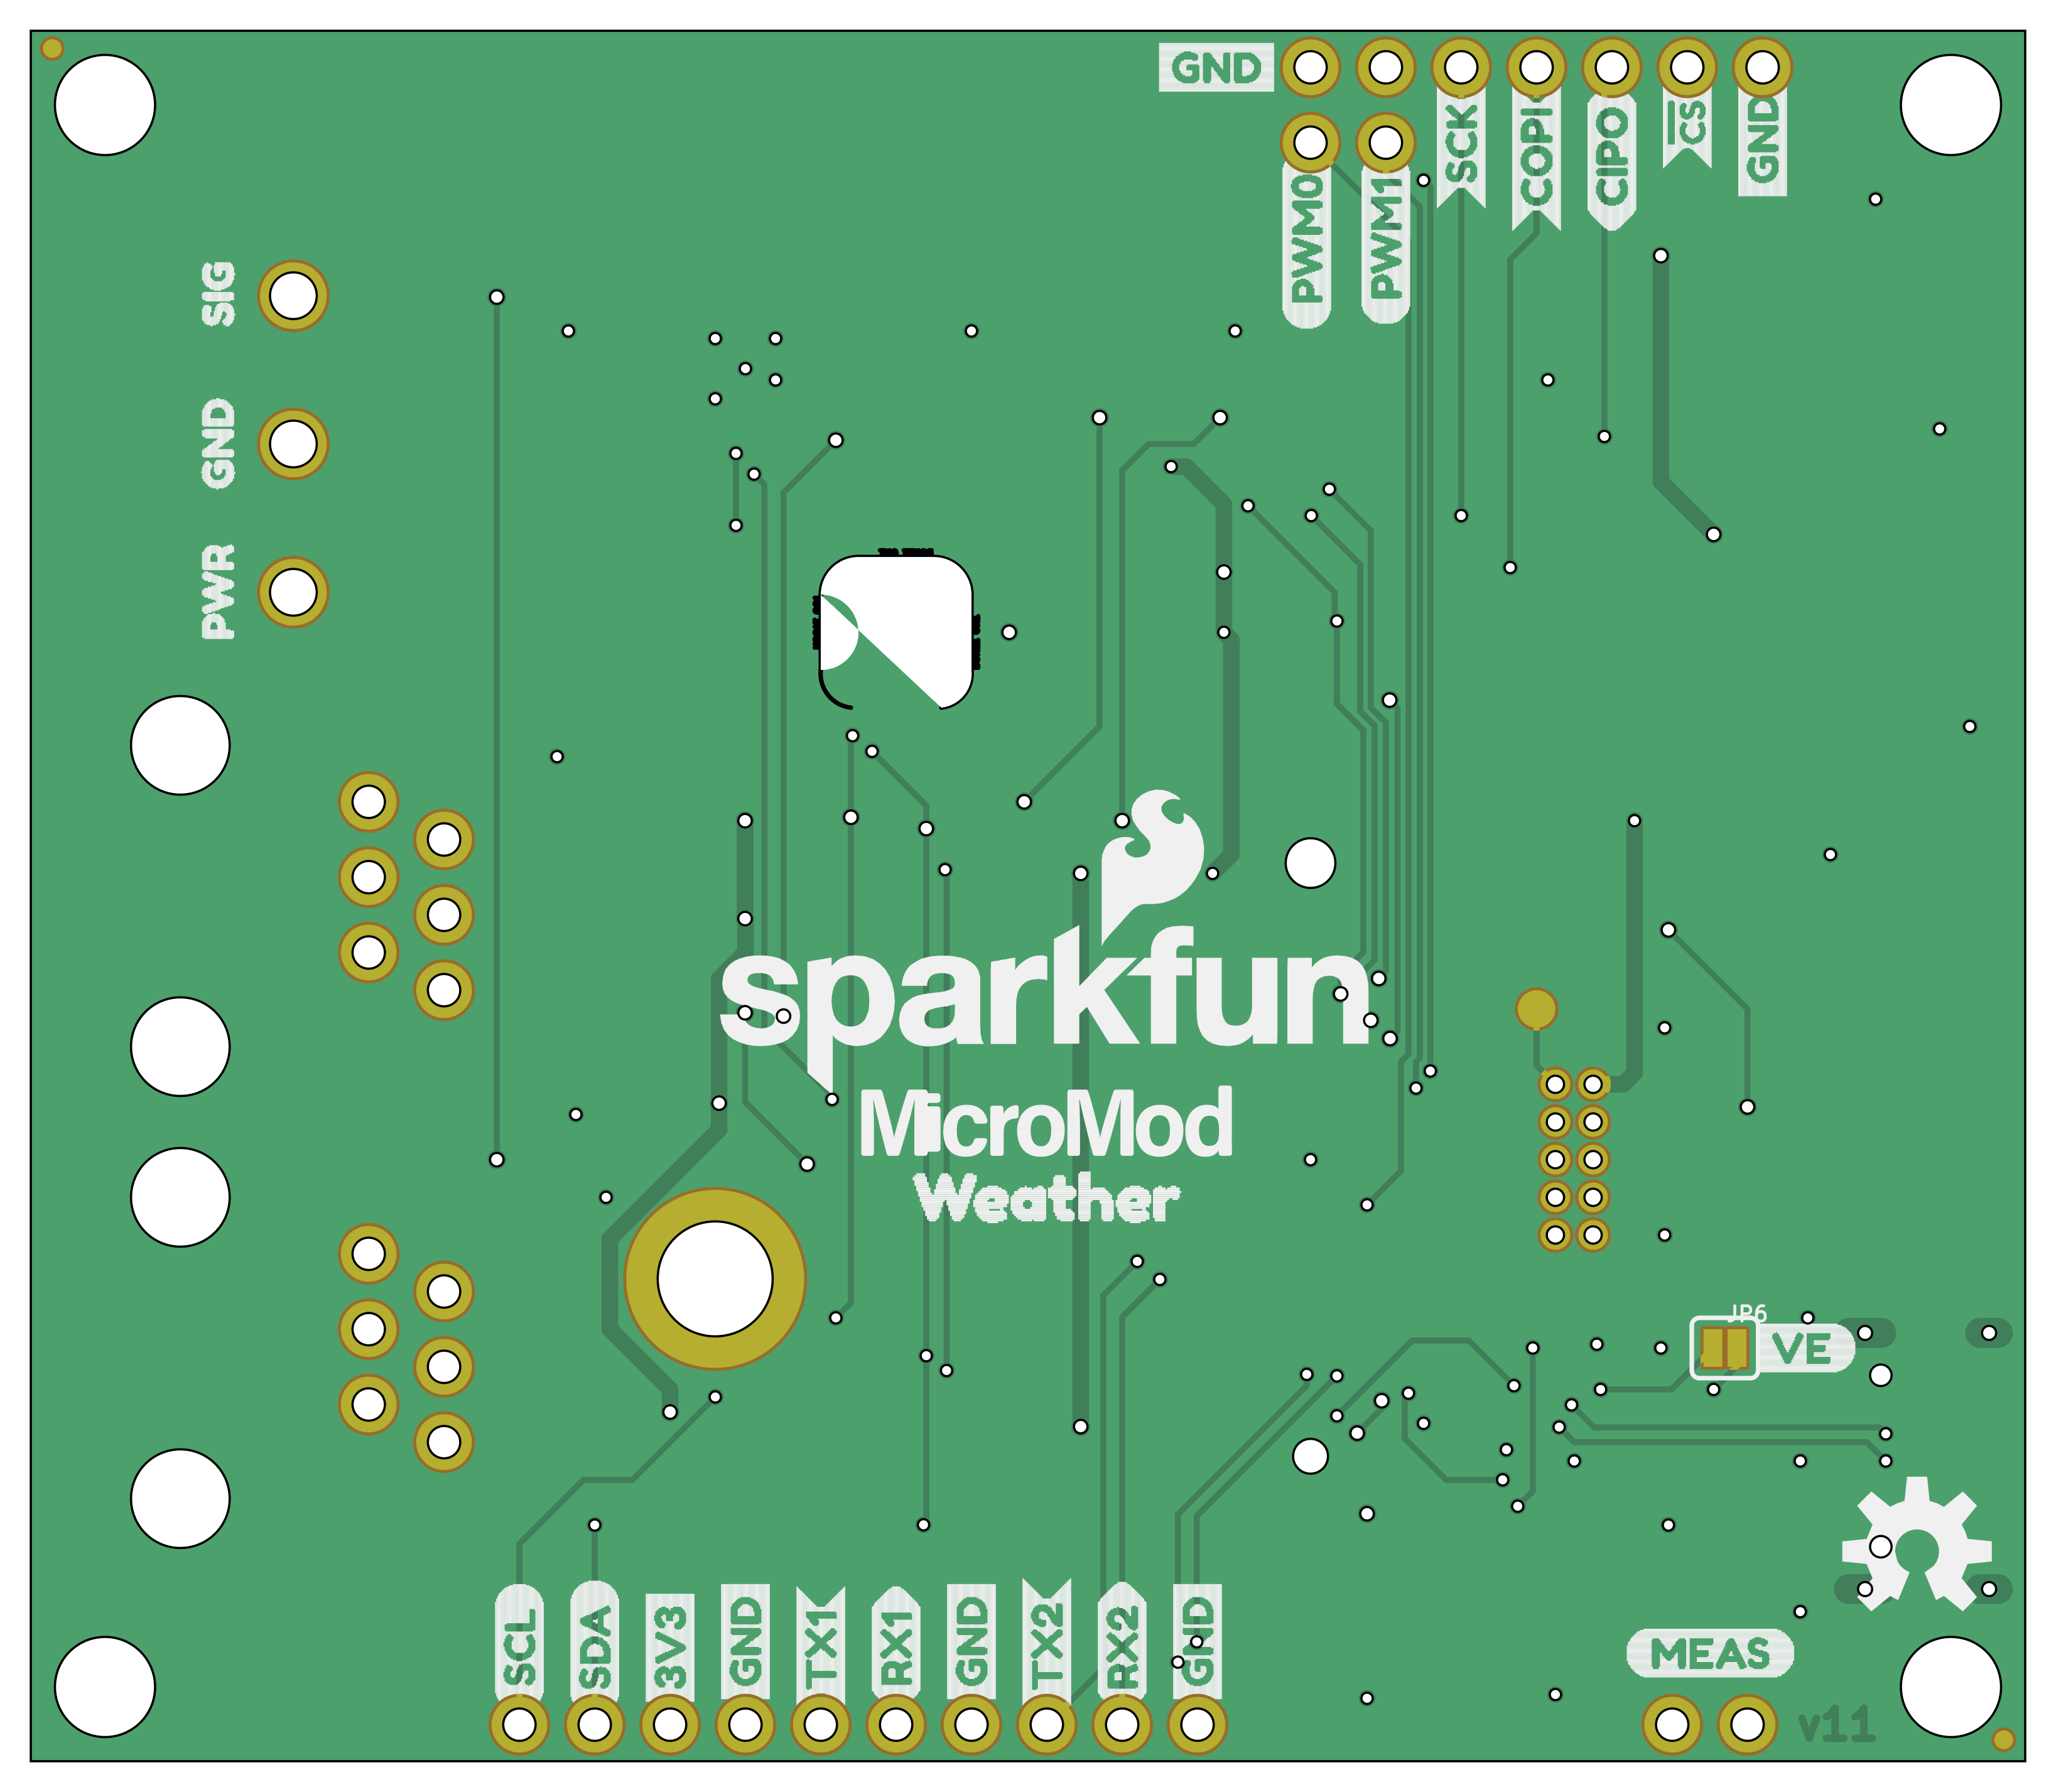 GND
PWM0
PWM1
SCK
COPI
CIPO
CS
GND
SIG
GND
PWR
sparkfun
MicroMod
Weather
JP6
VE
SCL
SDA
3V3
GND
TX1
RX1
GND
TX2
RX2
GND
MEAS
v11